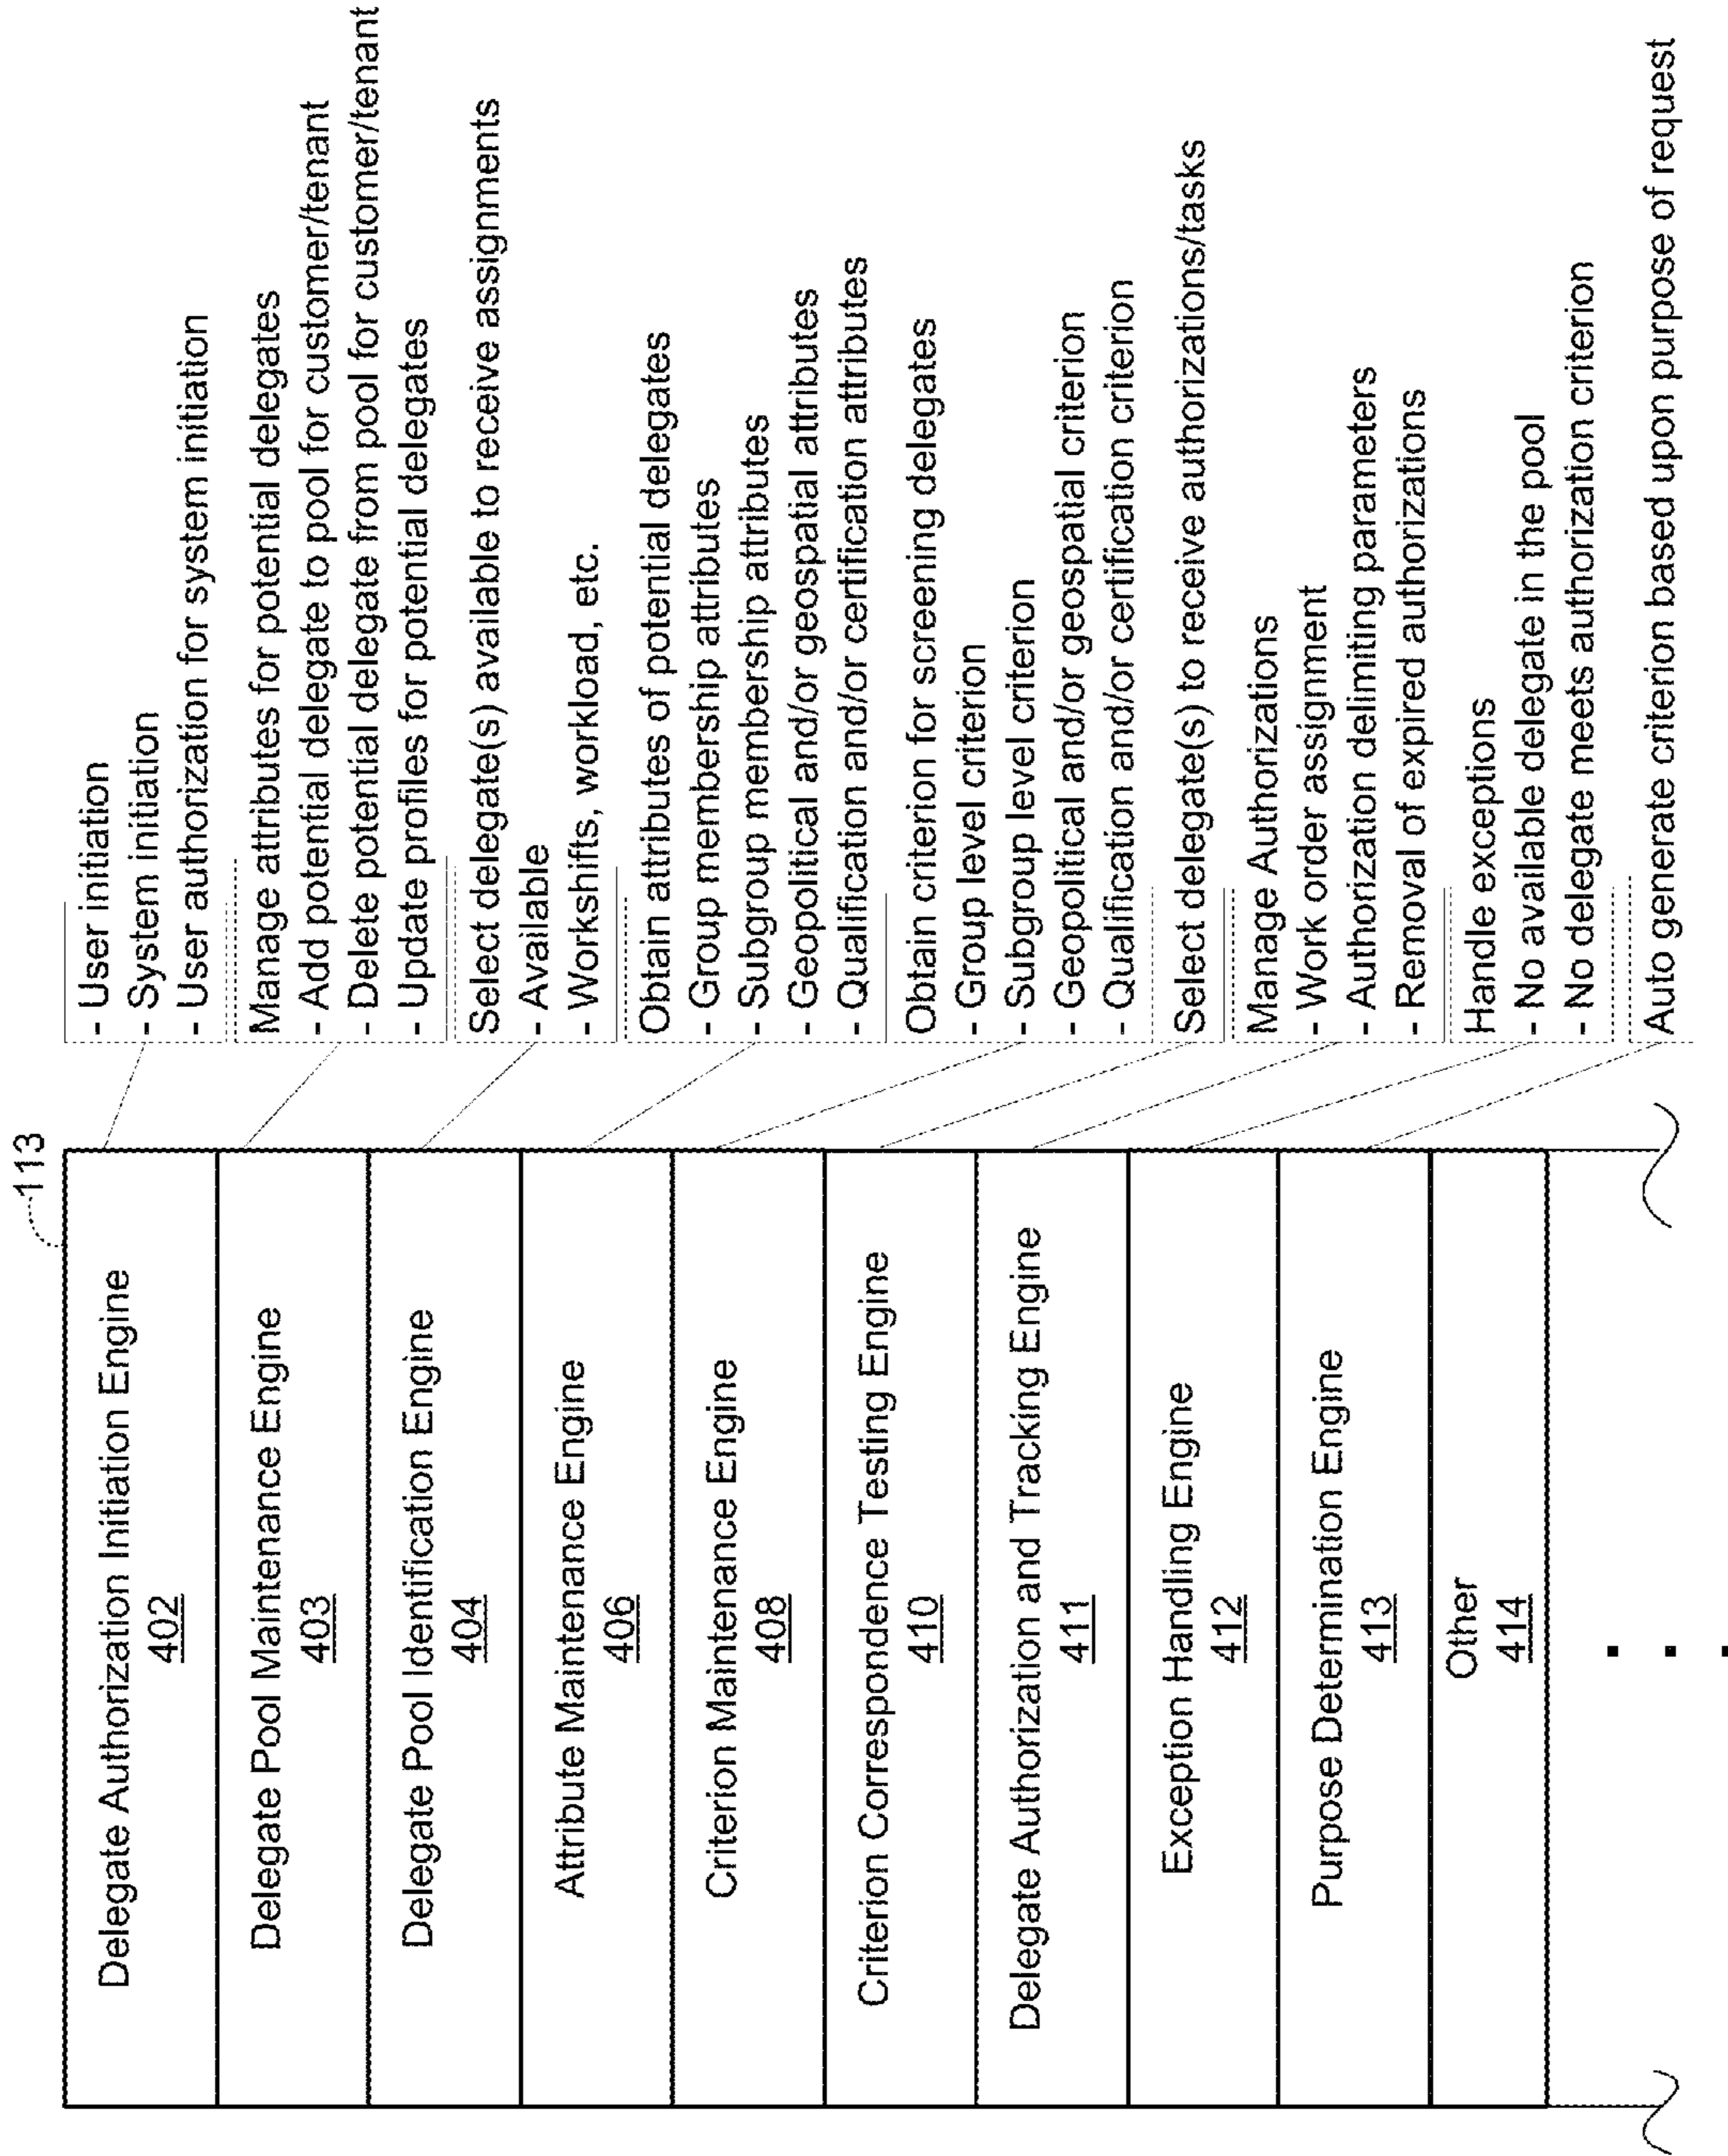 113
Delegate Authorization Initiation Engine
402
- User initiation
- System initiation
- User authorization for system initiation
Delegate Pool Maintenance Engine
403
Manage attributes for potential delegates
- Add potential delegate to pool for customer/tenant
- Delete potential delegate from pool for customer/tenant
- Update profiles for potential delegates
Delegate Pool Identification Engine
404
Select delegate(s) available to receive assignments
- Available
- Workshifts, workload, etc.
Attribute Maintenance Engine
406
Obtain attributes of potential delegates
- Group membership attributes
- Subgroup membership attributes
- Geopolitical and/or geospatial attributes
- Qualification and/or certification attributes
Criterion Maintenance Engine
408
Obtain criterion for screening delegates
- Group level criterion
- Subgroup level criterion
- Geopolitical and/or geospatial criterion
- Qualification and/or certification criterion
Criterion Correspondence Testing Engine
410
Select delegate(s) to receive authorizations/tasks
Delegate Authorization and Tracking Engine
411
Manage Authorizations
- Work order assignment
- Authorization delimiting parameters
- Removal of expired authorizations
Exception Handling Engine
412
Handle exceptions
- No available delegate in the pool
- No delegate meets authorization criterion
Purpose Determination Engine
413
Auto generate criterion based upon purpose of request
Other
414